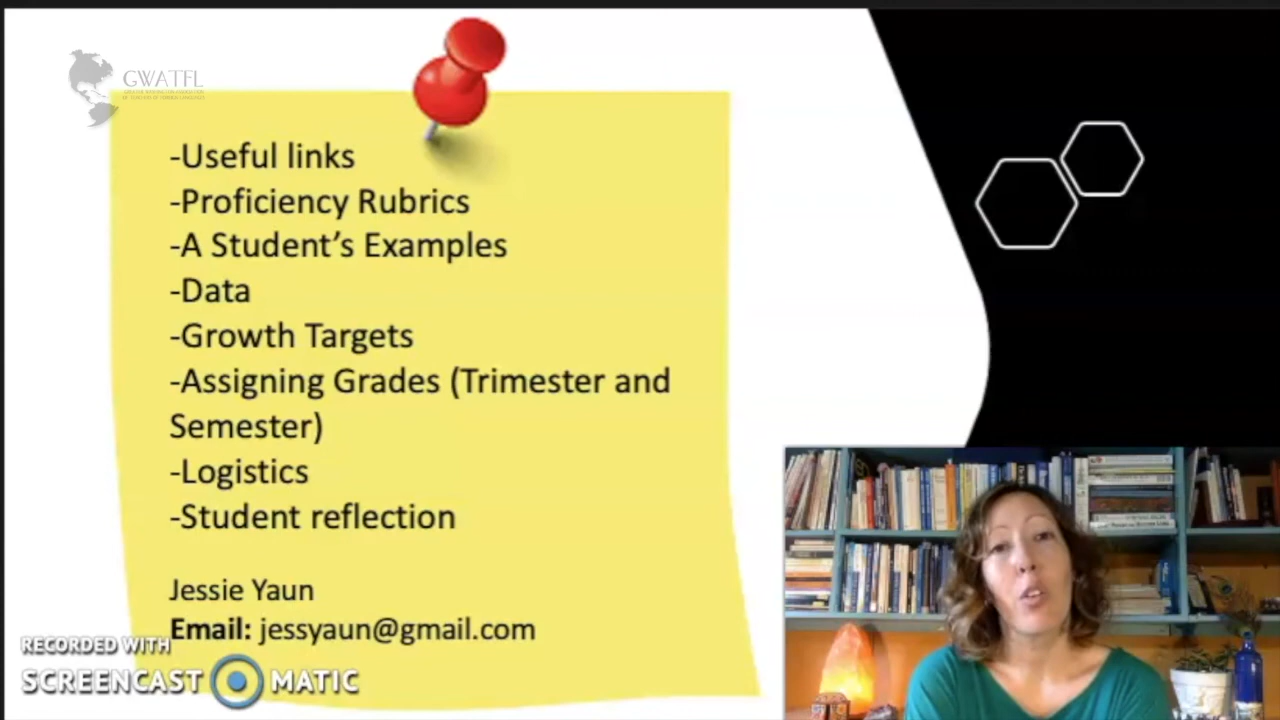 GWATFL
-Useful links
-Proficiency Rubrics
-A Student's Examples
-Data
-Growth Targets
-Assigning Grades (Trimester and
Semester)
-Logistics
-Student reflection
Jessie Yaun
Email: jessyaun@gmail.com
RECORDED WITH
SCREENCAST MATIC